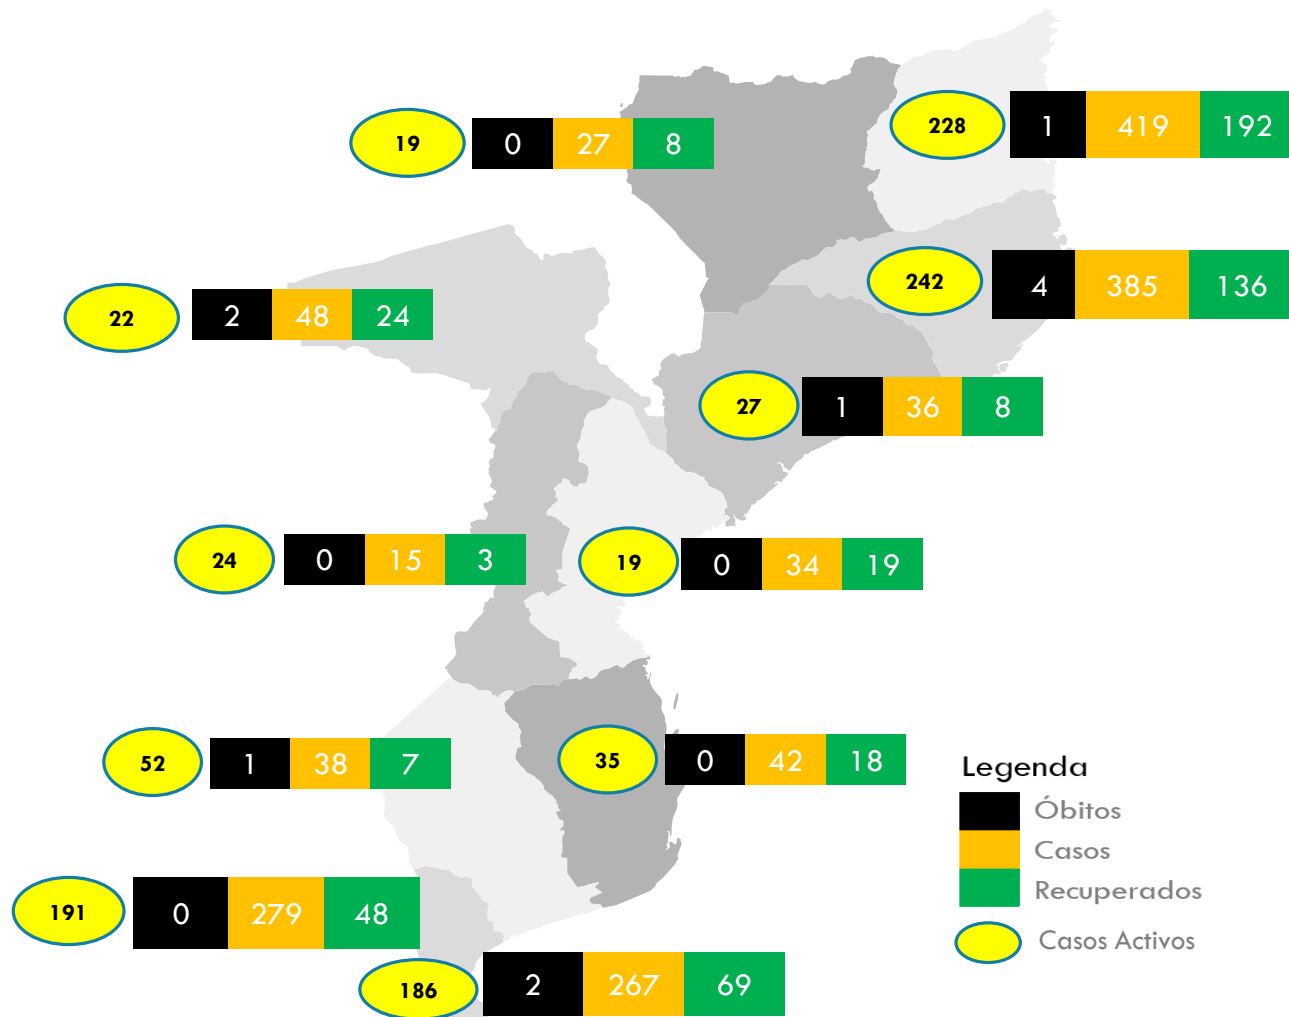 19 0 27 8
228 1 419 192
242 4 385 136
22 2 48 24
27 1 36 8
24 0 15 3
19 0 34 19
52 1 38 7
35 0 42 18
Legenda
Óbitos
Casos
Recuperados
Casos Activos
191 0 279 48
186 2 267 69